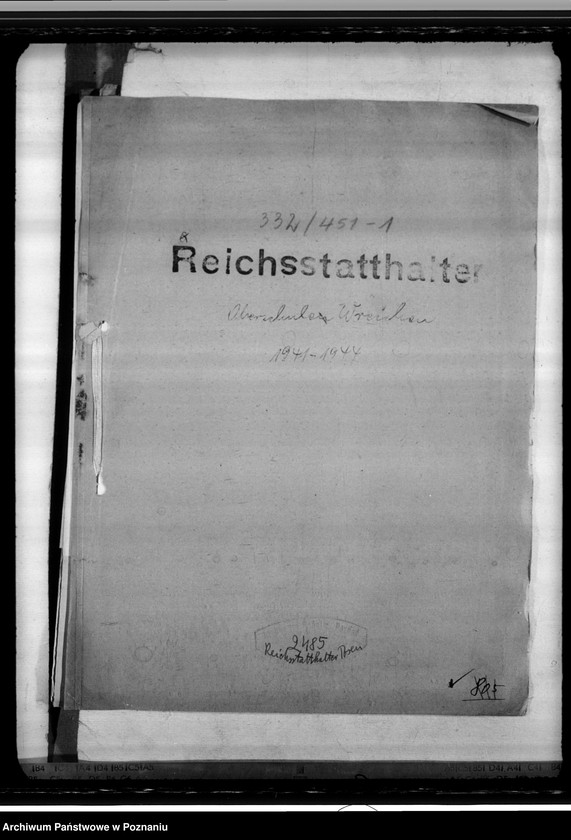 332/451-1
Reichsstatthalter
Oberschule Wreschen
1941-1944
2485
Reichsstatthalter Posen
Archiwum Państwowe w Poznaniu